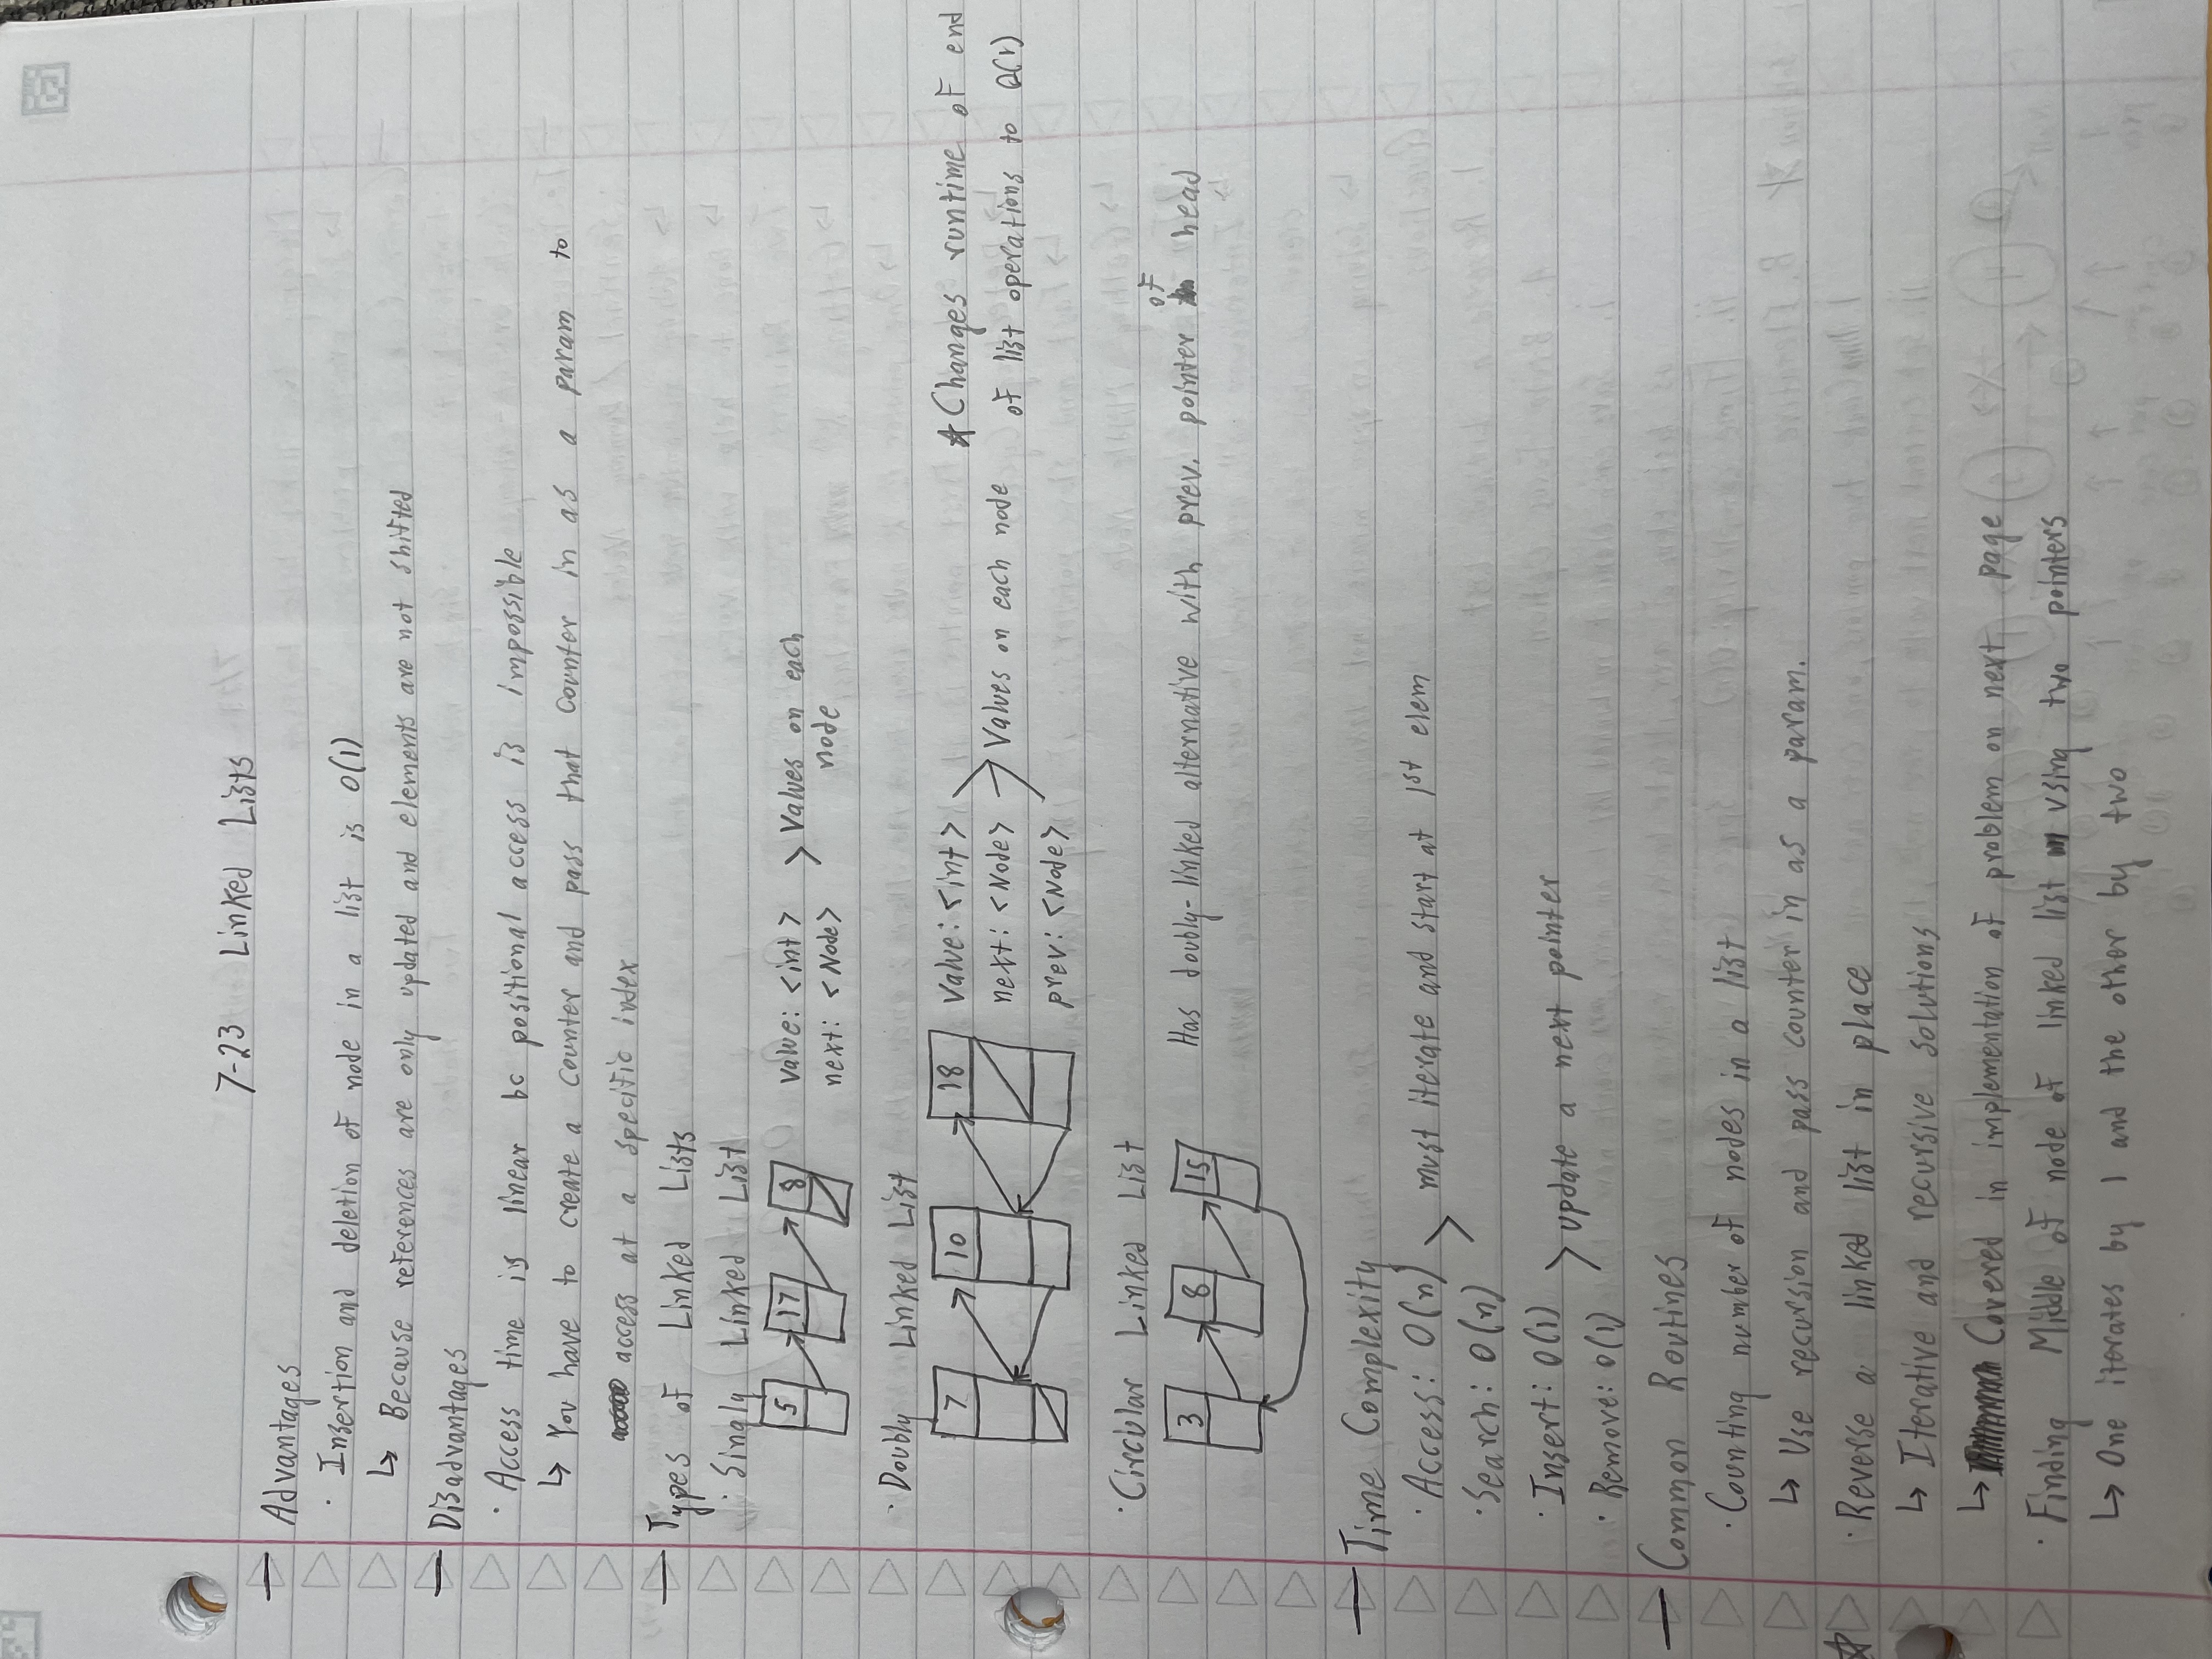 7-23 Linked Lists
Advantages
· Insertion and deletion of node in a list is O(1)
↳ Because references are only updated and elements are not shifted
Disadvantages
· Access time is linear bc positional access is impossible
↳ You have to create a counter and pass that counter in as a param to
access at a specific index
Types of Linked Lists
· Singly Linked List
5 17 8
value: <int> > Values on each
next: <Node> node
· Doubly Linked List
7 10 18
value: <int>
next: <Node> Values on each node
prev: <Node>
☆ Changes runtime of end
of list operations to O(1)
· Circular Linked List
3 8 15
Has doubly-linked alternative with prev. pointer of head
Time Complexity
· Access: O(n) > must iterate and start at 1st elem
· Search: O(n)
· Insert: O(1) > update a next pointer
· Remove: O(1)
Common Routines
· Counting number of nodes in a list
↳ Use recursion and pass counter in as a param.
☆ · Reverse a linked list in place
↳ Iterative and recursive solutions
↳ Covered in implementation of problem on next page
· Finding Middle of node of linked list using two pointers
↳ One iterates by 1 and the other by two